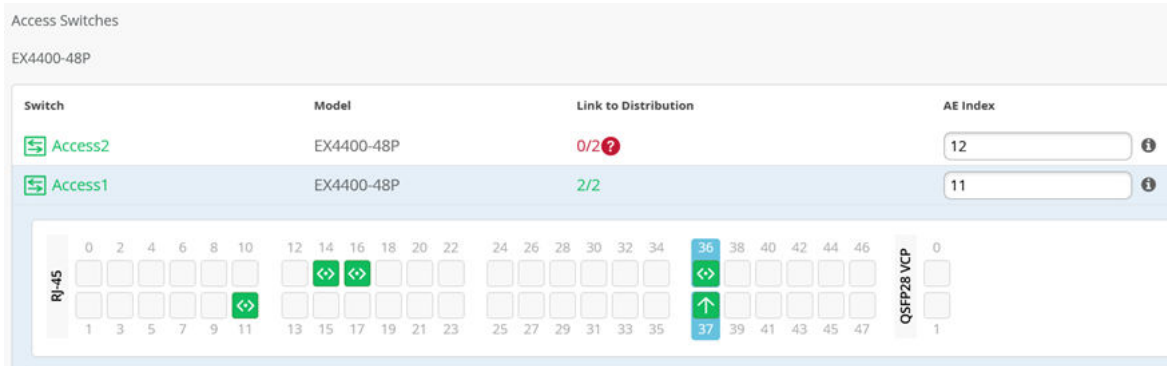 Access Switches
EX4400-48P
Switch Model Link to Distribution AE Index
Access2 EX4400-48P 0/2 ? 12 i
Access1 EX4400-48P 2/2 11 i
0 2 4 6 8 10 12 14 16 18 20 22 24 26 28 30 32 34 36 38 40 42 44 46 0
RJ-45 QSFP28 VCP
1 3 5 7 9 11 13 15 17 19 21 23 25 27 29 31 33 35 37 39 41 43 45 47 1